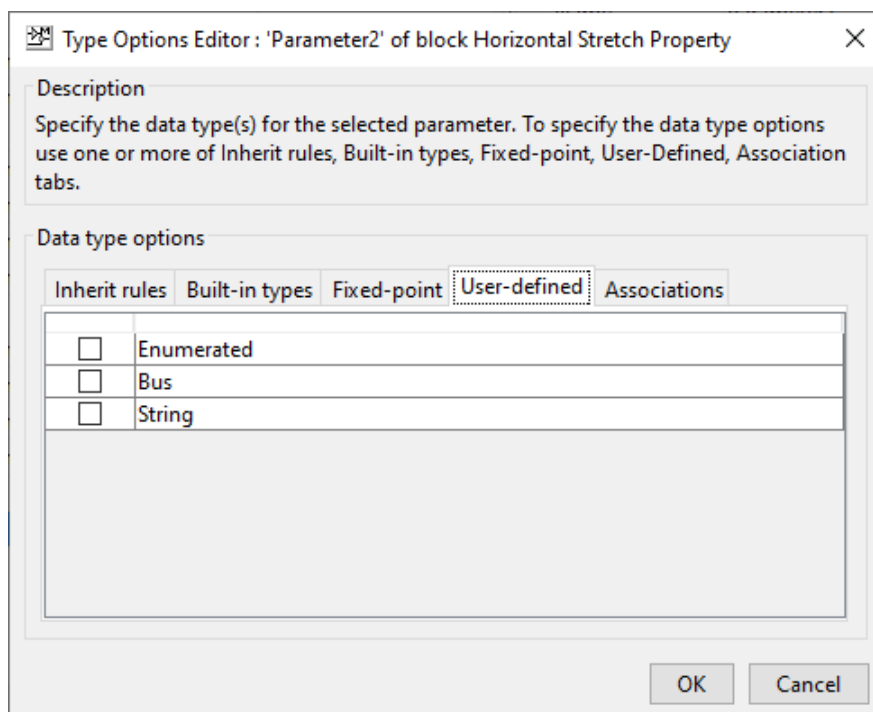 Type Options Editor : 'Parameter2' of block Horizontal Stretch Property
Description
Specify the data type(s) for the selected parameter. To specify the data type options
use one or more of Inherit rules, Built-in types, Fixed-point, User-Defined, Association
tabs.
Data type options
Inherit rules Built-in types Fixed-point User-defined Associations
Enumerated
Bus
String
OK Cancel